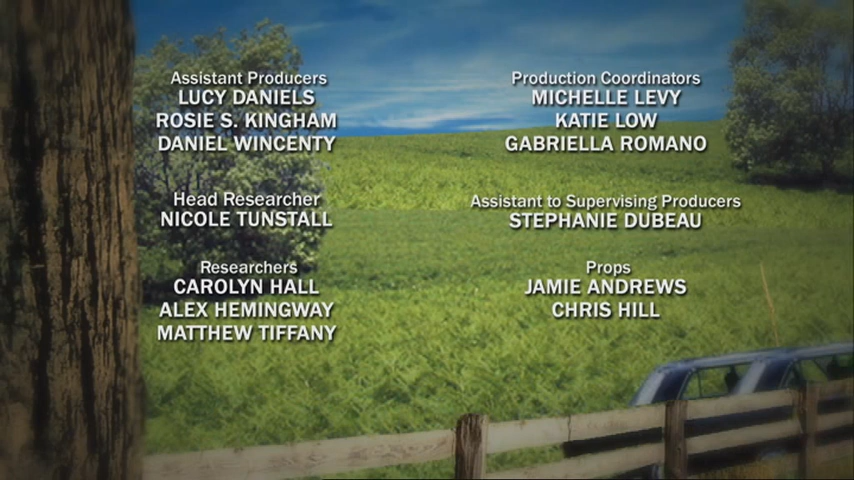 Assistant Producers
LUCY DANIELS
ROSIE S. KINGHAM
DANIEL WINCENTY
Head Researcher
NICOLE TUNSTALL
Researchers
CAROLYN HALL
ALEX HEMINGWAY
MATTHEW TIFFANY
Production Coordinators
MICHELLE LEVY
KATIE LOW
GABRIELLA ROMANO
Assistant to Supervising Producers
STEPHANIE DUBEAU
Props
JAMIE ANDREWS
CHRIS HILL